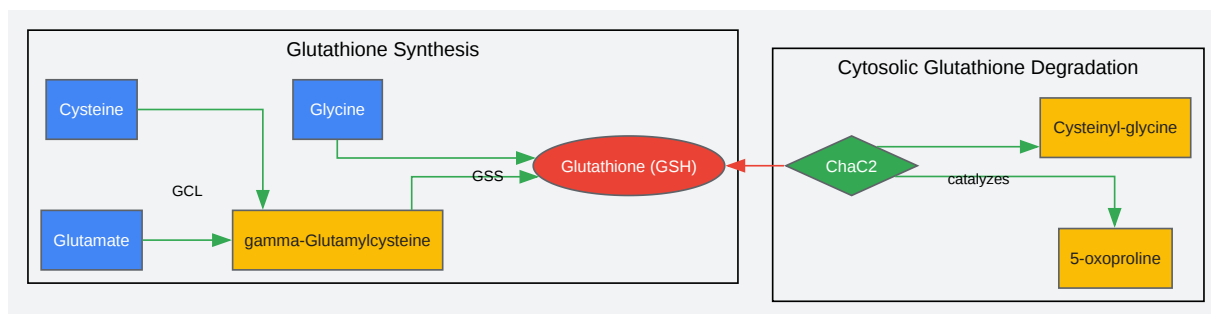 Glutathione Synthesis
Cysteine
Glycine
GCL
GSS
Glutathione (GSH)
Glutamate
gamma-Glutamylcysteine
Cytosolic Glutathione Degradation
Cysteinyl-glycine
ChaC2
catalyzes
5-oxoproline